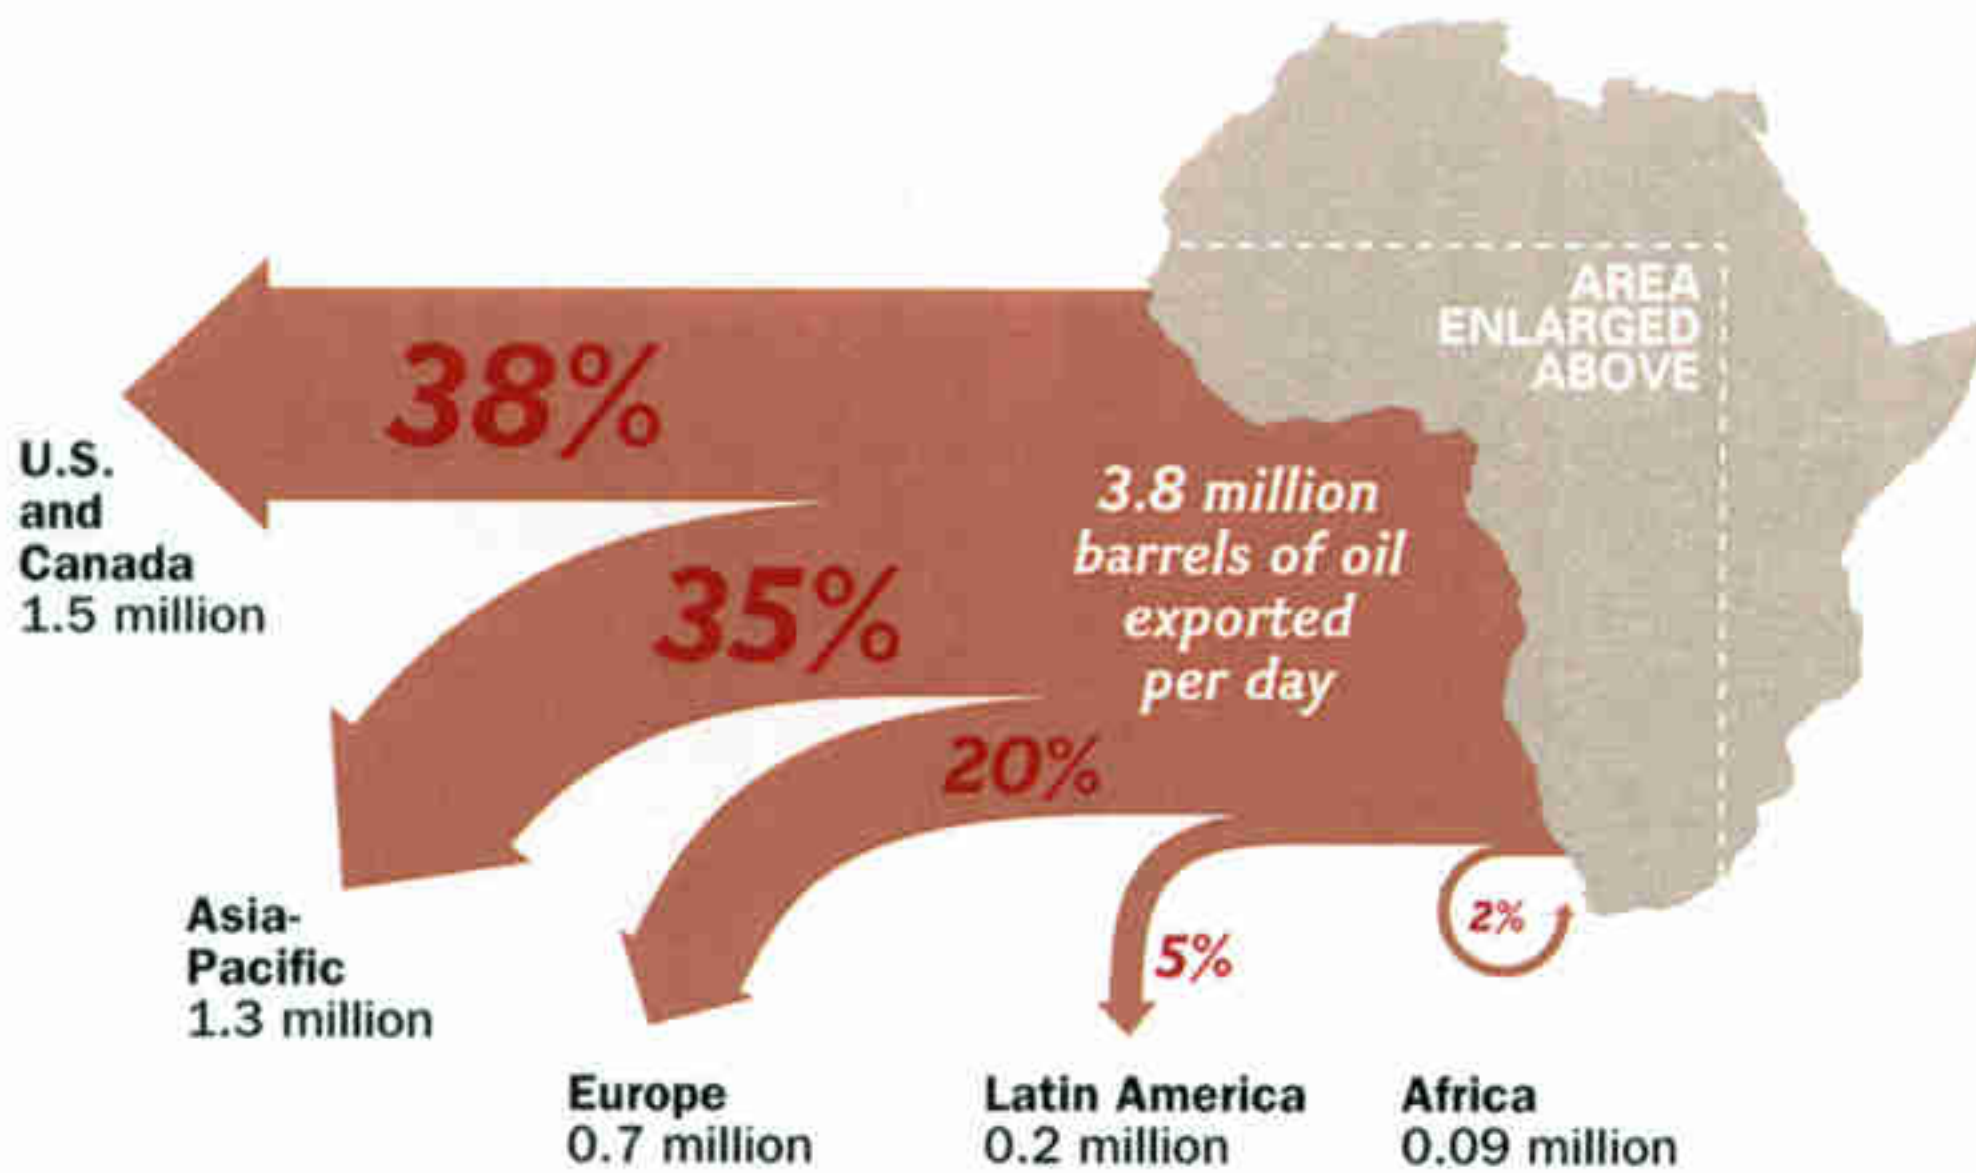 AREA
ENLARGED
ABOVE
38%
U.S.
and
Canada
1.5 million
3.8 million
barrels of oil
exported
per day
35%
Asia-
Pacific
1.3 million
20%
Europe
0.7 million
5%
Latin America
0.2 million
2%
Africa
0.09 million